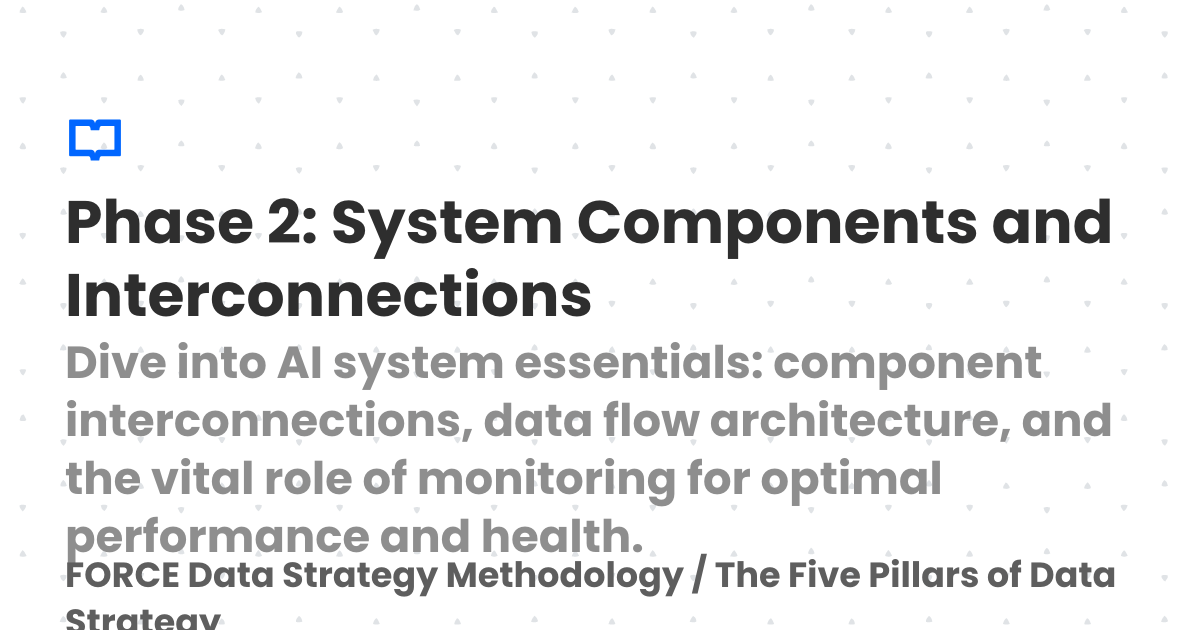 Phase 2: System Components and
Interconnections
Dive into AI system essentials: component
interconnections, data flow architecture, and
the vital role of monitoring for optimal
performance and health.
FORCE Data Strategy Methodology / The Five Pillars of Data
Strategy